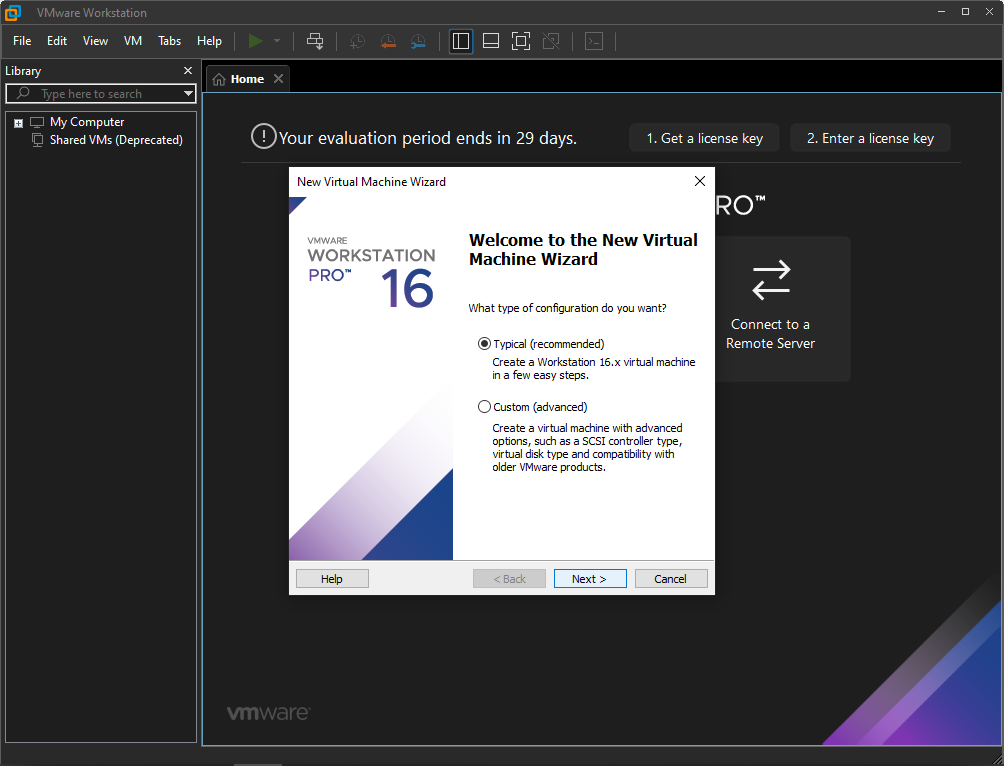 VMware Workstation
File Edit View VM Tabs Help
Library
Type here to search
My Computer
Shared VMs (Deprecated)
Home
! Your evaluation period ends in 29 days.
1. Get a license key
2. Enter a license key
PRO™
Connect to a
Remote Server
New Virtual Machine Wizard
VMWARE
WORKSTATION
PRO™ 16
Welcome to the New Virtual
Machine Wizard
What type of configuration do you want?
Typical (recommended)
Create a Workstation 16.x virtual machine
in a few easy steps.
Custom (advanced)
Create a virtual machine with advanced
options, such as a SCSI controller type,
virtual disk type and compatibility with
older VMware products.
Help
< Back
Next >
Cancel
vmware